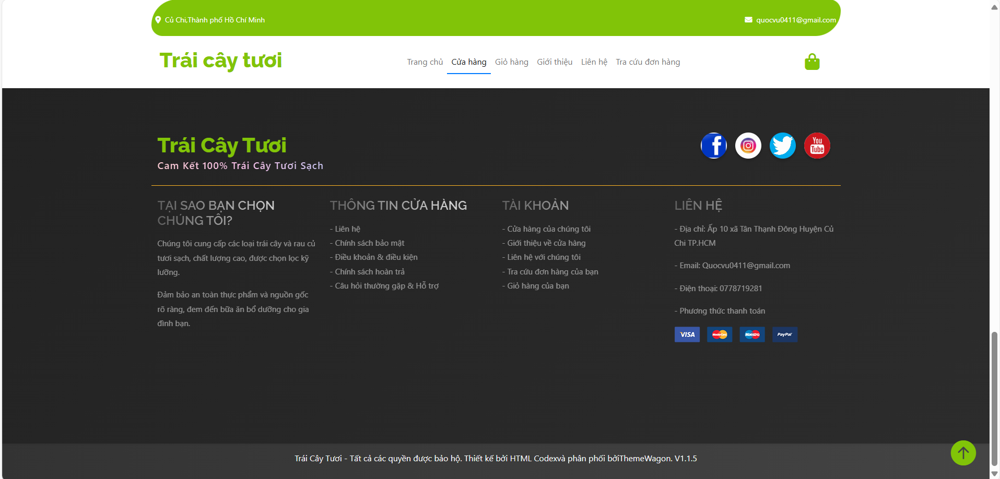 Củ Chi,Thành phố Hồ Chí Minh
quocvu0411@gmail.com
Trái cây tươi
Trang chủ
Cửa hàng
Giỏ hàng
Giới thiệu
Liên hệ
Tra cứu đơn hàng
Trái Cây Tươi
Cam Kết 100% Trái Cây Tươi Sạch
f
You
Tube
TẠI SAO BẠN CHỌN
CHÚNG TÔI?
Chúng tôi cung cấp các loại trái cây và rau củ
tươi sạch, chất lượng cao, được chọn lọc kỹ
lưỡng.
Đảm bảo an toàn thực phẩm và nguồn gốc
rõ ràng, đem đến bữa ăn bổ dưỡng cho gia
đình bạn.
THÔNG TIN CỬA HÀNG
- Liên hệ
- Chính sách bảo mật
- Điều khoản & điều kiện
- Chính sách hoàn trả
- Câu hỏi thường gặp & Hỗ trợ
TÀI KHOẢN
- Cửa hàng của chúng tôi
- Giới thiệu về cửa hàng
- Liên hệ với chúng tôi
- Tra cứu đơn hàng của bạn
- Giỏ hàng của bạn
LIÊN HỆ
- Địa chỉ: Ấp 10 xã Tân Thạnh Đông Huyện Củ
Chi TP.HCM
- Email: Quocvu0411@gmail.com
- Điện thoại: 0778719281
- Phương thức thanh toán
VISA
MasterCard
Maestro
PayPal
Trái Cây Tươi - Tất cả các quyền được bảo hộ. Thiết kế bởi HTML Codexvà phân phối bởiThemeWagon. V1.1.5